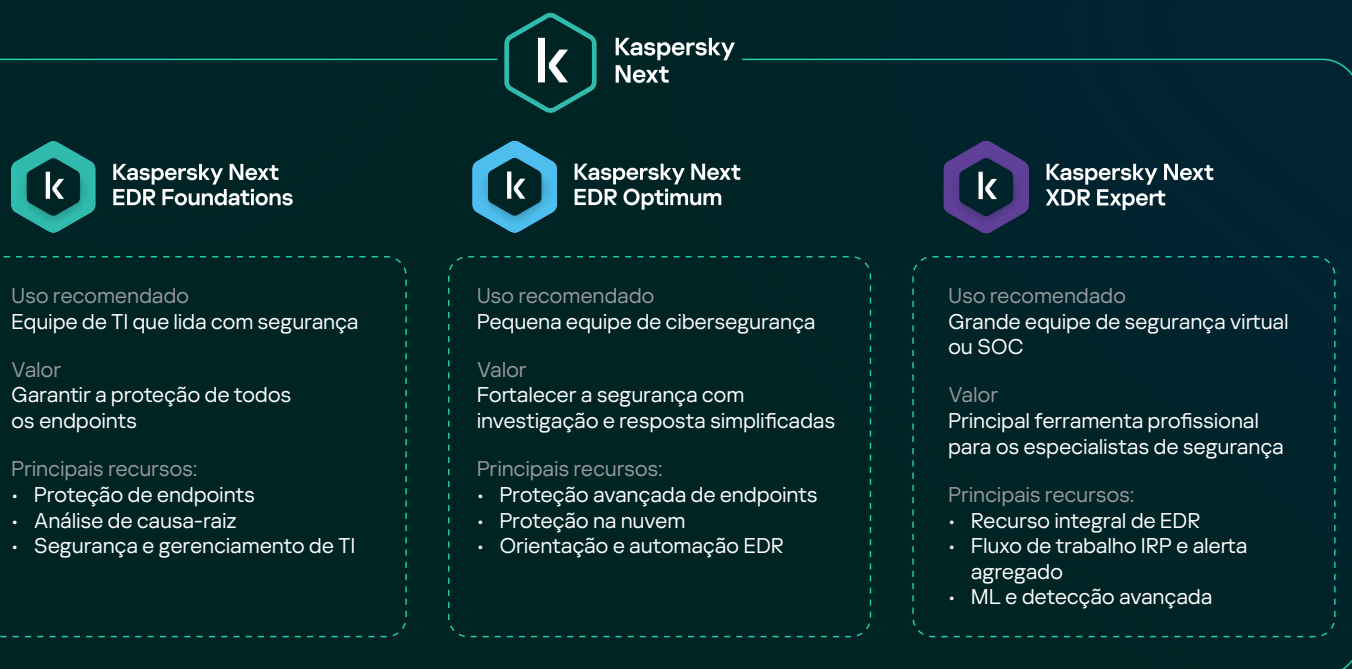 Kaspersky
Next
Kaspersky Next
EDR Foundations
Uso recomendado
Equipe de TI que lida com segurança
Valor
Garantir a proteção de todos
os endpoints
Principais recursos:
• Proteção de endpoints
• Análise de causa-raiz
• Segurança e gerenciamento de TI
Kaspersky Next
EDR Optimum
Uso recomendado
Pequena equipe de cibersegurança
Valor
Fortalecer a segurança com
investigação e resposta simplificadas
Principais recursos:
• Proteção avançada de endpoints
• Proteção na nuvem
• Orientação e automação EDR
Kaspersky Next
XDR Expert
Uso recomendado
Grande equipe de segurança virtual
ou SOC
Valor
Principal ferramenta profissional
para os especialistas de segurança
Principais recursos:
• Recurso integral de EDR
• Fluxo de trabalho IRP e alerta
agregado
• ML e detecção avançada